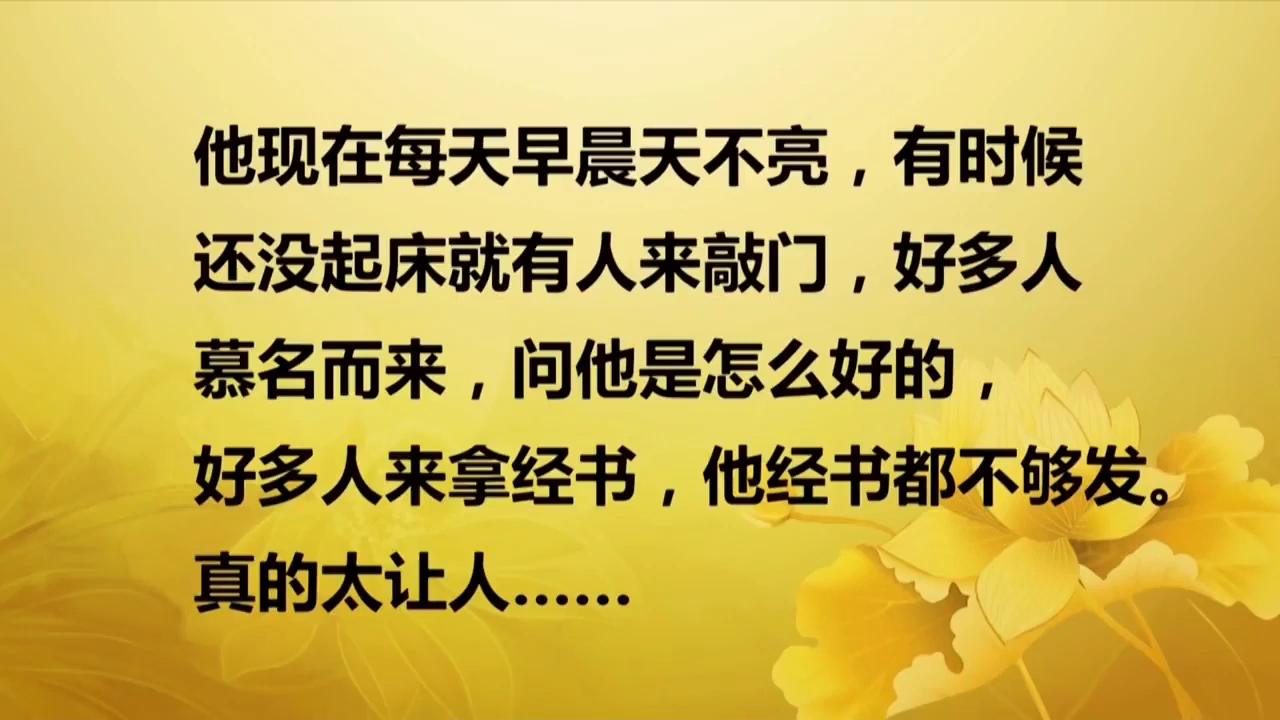 他现在每天早晨天不亮，有时候
还没起床就有人来敲门，好多人
慕名而来，问他是怎么好的，
好多人来拿经书，他经书都不够发。
真的太让人……